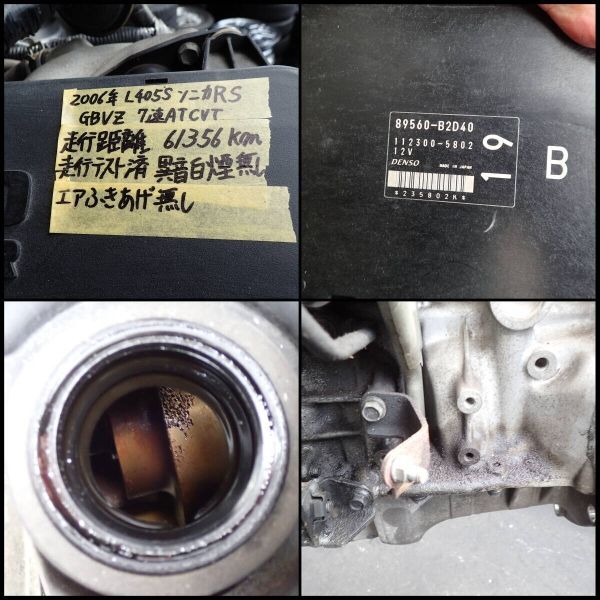 2006年 L405S ソニカRS
GBVZ 7速ATCVT
走行距離 61356 km
走行テスト済 異音白煙無し
エアふきあげ無し
89560-B2D40
112300-5802
12V
DENSO MADE IN JAPAN
*235802K*
19
B